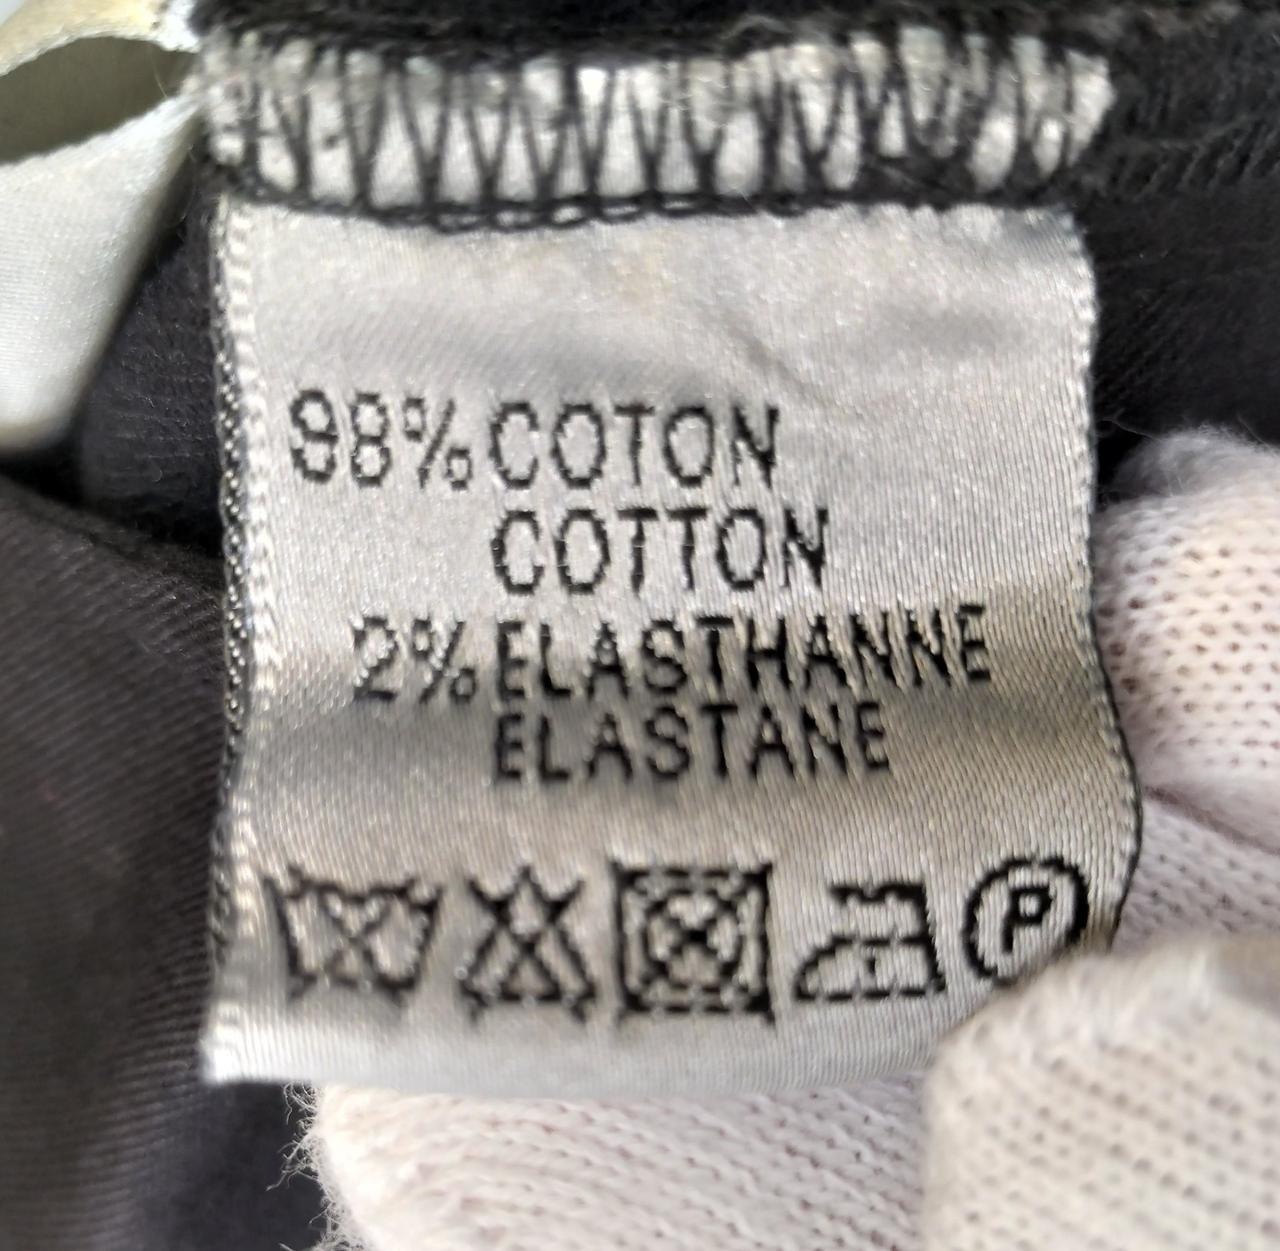 98% COTON
COTTON
2% ELASTHANNE
ELASTANE
P